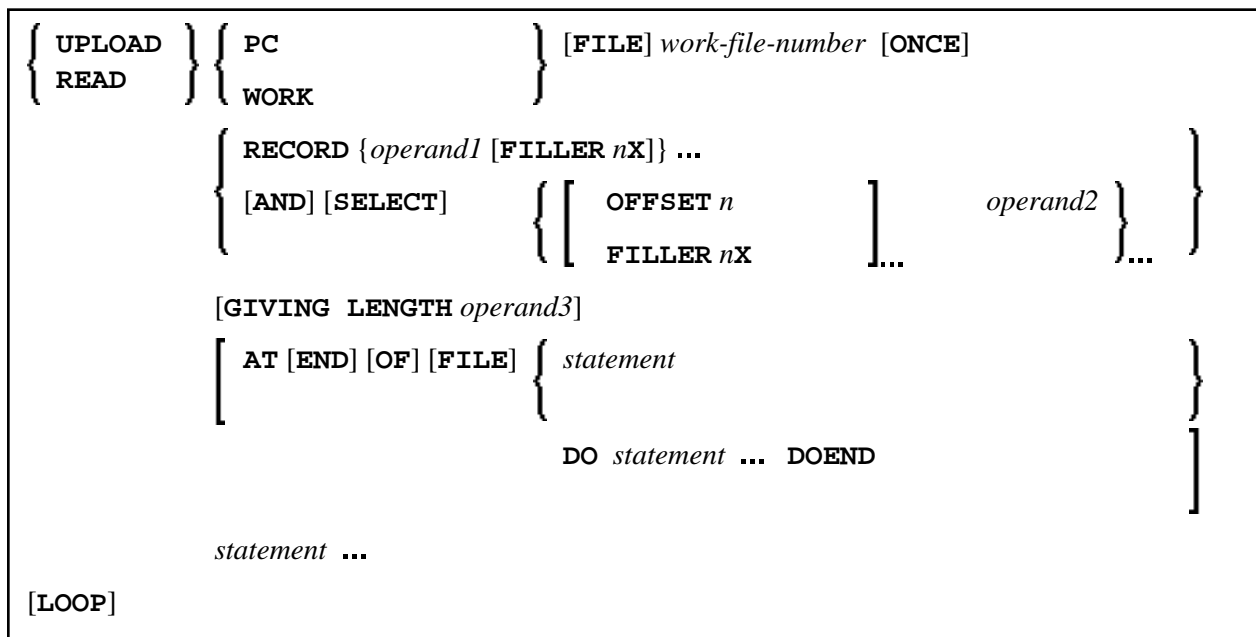 UPLOAD PC [FILE] work-file-number [ONCE]
READ WORK
RECORD {operand1 [FILLER nX]} ...
[AND] [SELECT] OFFSET n operand2
FILLER nX ... ...
[GIVING LENGTH operand3]
AT [END] [OF] [FILE] statement
DO statement ... DOEND
statement ...
[LOOP]